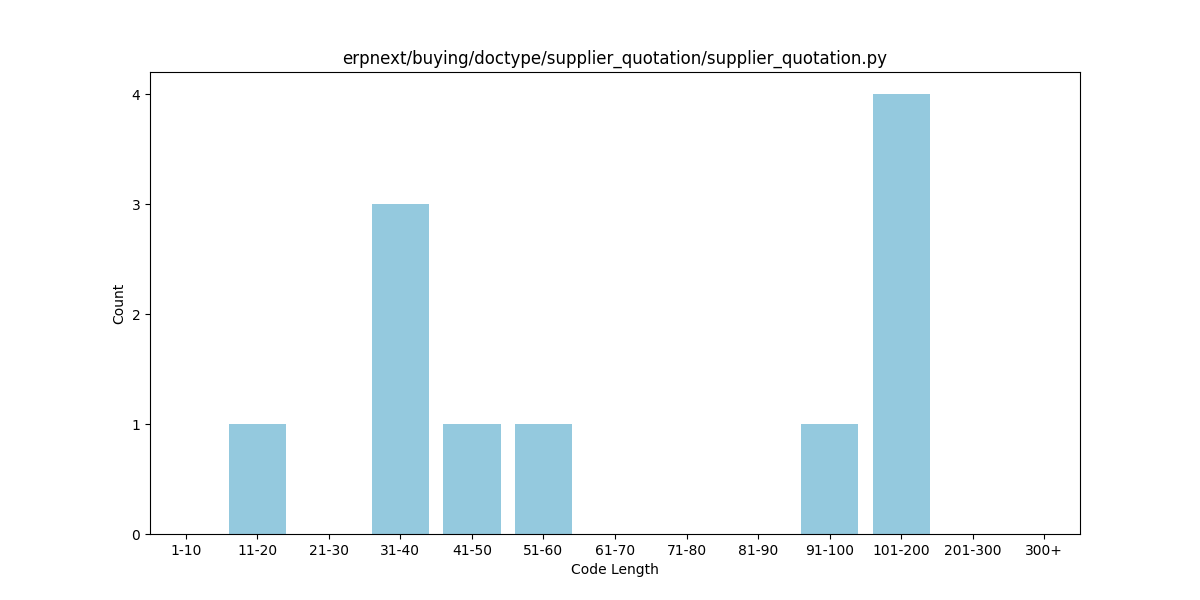 erpnext/buying/doctype/supplier_quotation/supplier_quotation.py
4
3
2
1
0
Count
1-10 11-20 21-30 31-40 41-50 51-60 61-70 71-80 81-90 91-100 101-200 201-300 300+
Code Length